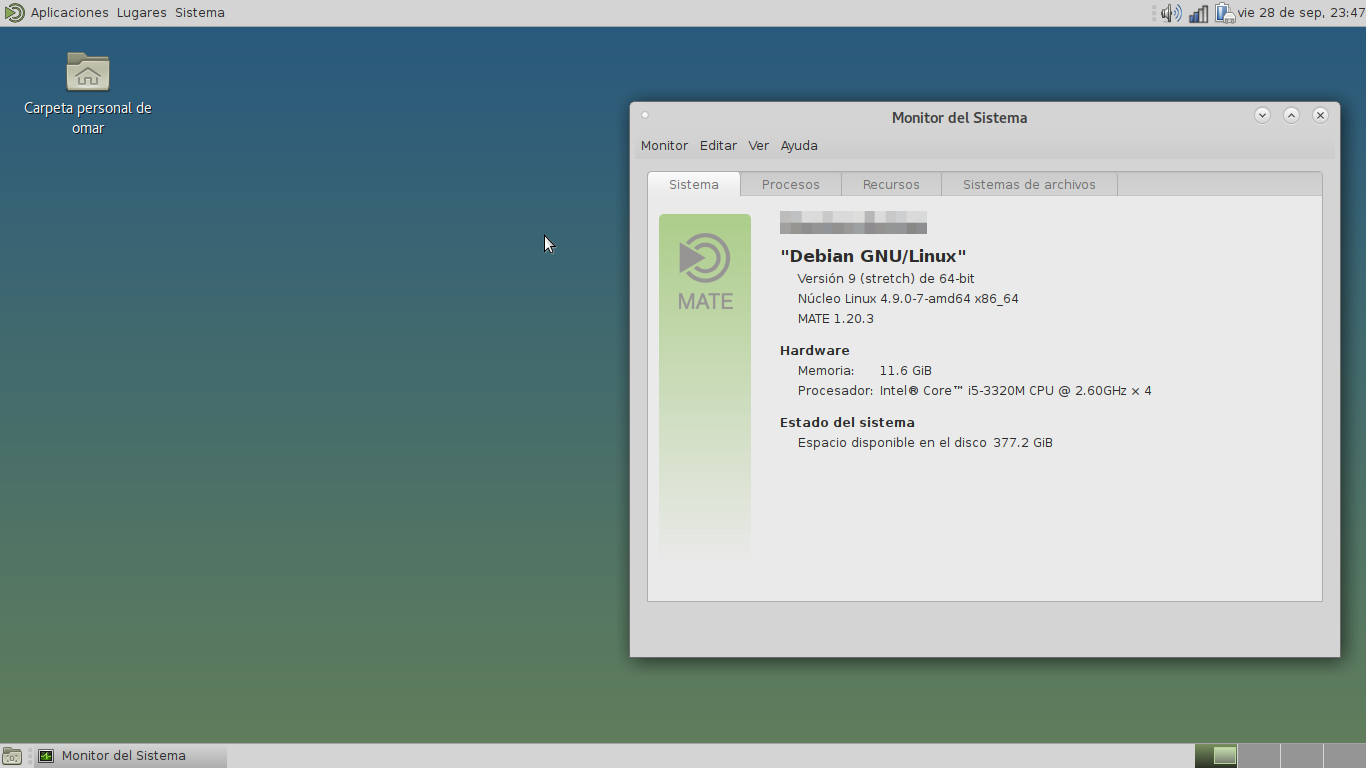 Aplicaciones Lugares Sistema
vie 28 de sep, 23:47
Carpeta personal de
omar
Monitor del Sistema
Monitor Editar Ver Ayuda
Sistema Procesos Recursos Sistemas de archivos
MATE
"Debian GNU/Linux"
Versión 9 (stretch) de 64-bit
Núcleo Linux 4.9.0-7-amd64 x86_64
MATE 1.20.3
Hardware
Memoria: 11.6 GiB
Procesador: Intel® Core™ i5-3320M CPU @ 2.60GHz × 4
Estado del sistema
Espacio disponible en el disco 377.2 GiB
Monitor del Sistema